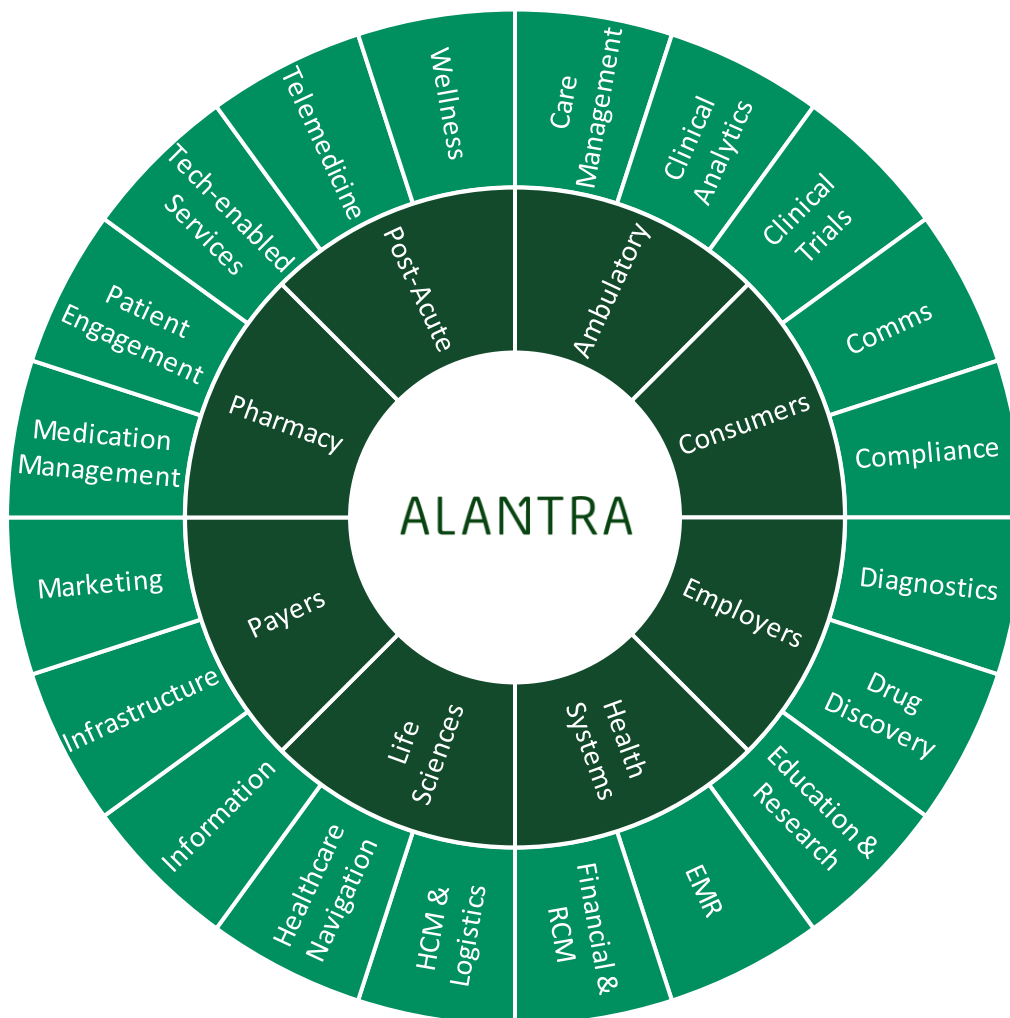 Care
Management
Clinical
Analytics
Clinical
Trials
Comms
Compliance
Diagnostics
Drug
Discovery
Education &
Research
EMR
Financial &
RCM
HCM &
Logistics
Healthcare
Navigation
Information
Infrastructure
Marketing
Medication
Management
Patient
Engagement
Tech-enabled
Services
Telemedicine
Wellness
Ambulatory
Consumers
Employers
Health
Systems
Life
Sciences
Payers
Pharmacy
Post-Acute
ALANTRA